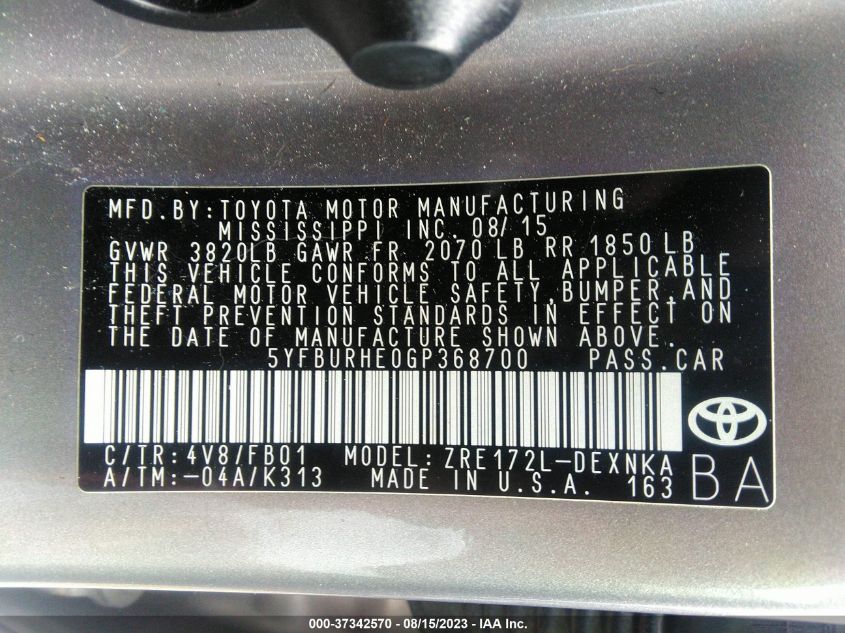 MFD.BY:TOYOTA MOTOR MANUFACTURING
MISSISSIPPI INC. 08/15
GVWR 3820LB GAWR FR 2070 LB RR 1850 LB
THIS VEHICLE CONFORMS TO ALL APPLICABLE
FEDERAL MOTOR VEHICLE SAFETY,BUMPER,AND
THEFT PREVENTION STANDARDS IN EFFECT ON
THE DATE OF MANUFACTURE SHOWN ABOVE.
5YFBURHE0GP368700 PASS.CAR
C/TR:4V8/FB01 MODEL:ZRE172L-DEXNKA
A/TM:-04A/K313 MADE IN U.S.A. 163 BA
000-37342570 - 08/15/2023 - IAA Inc.